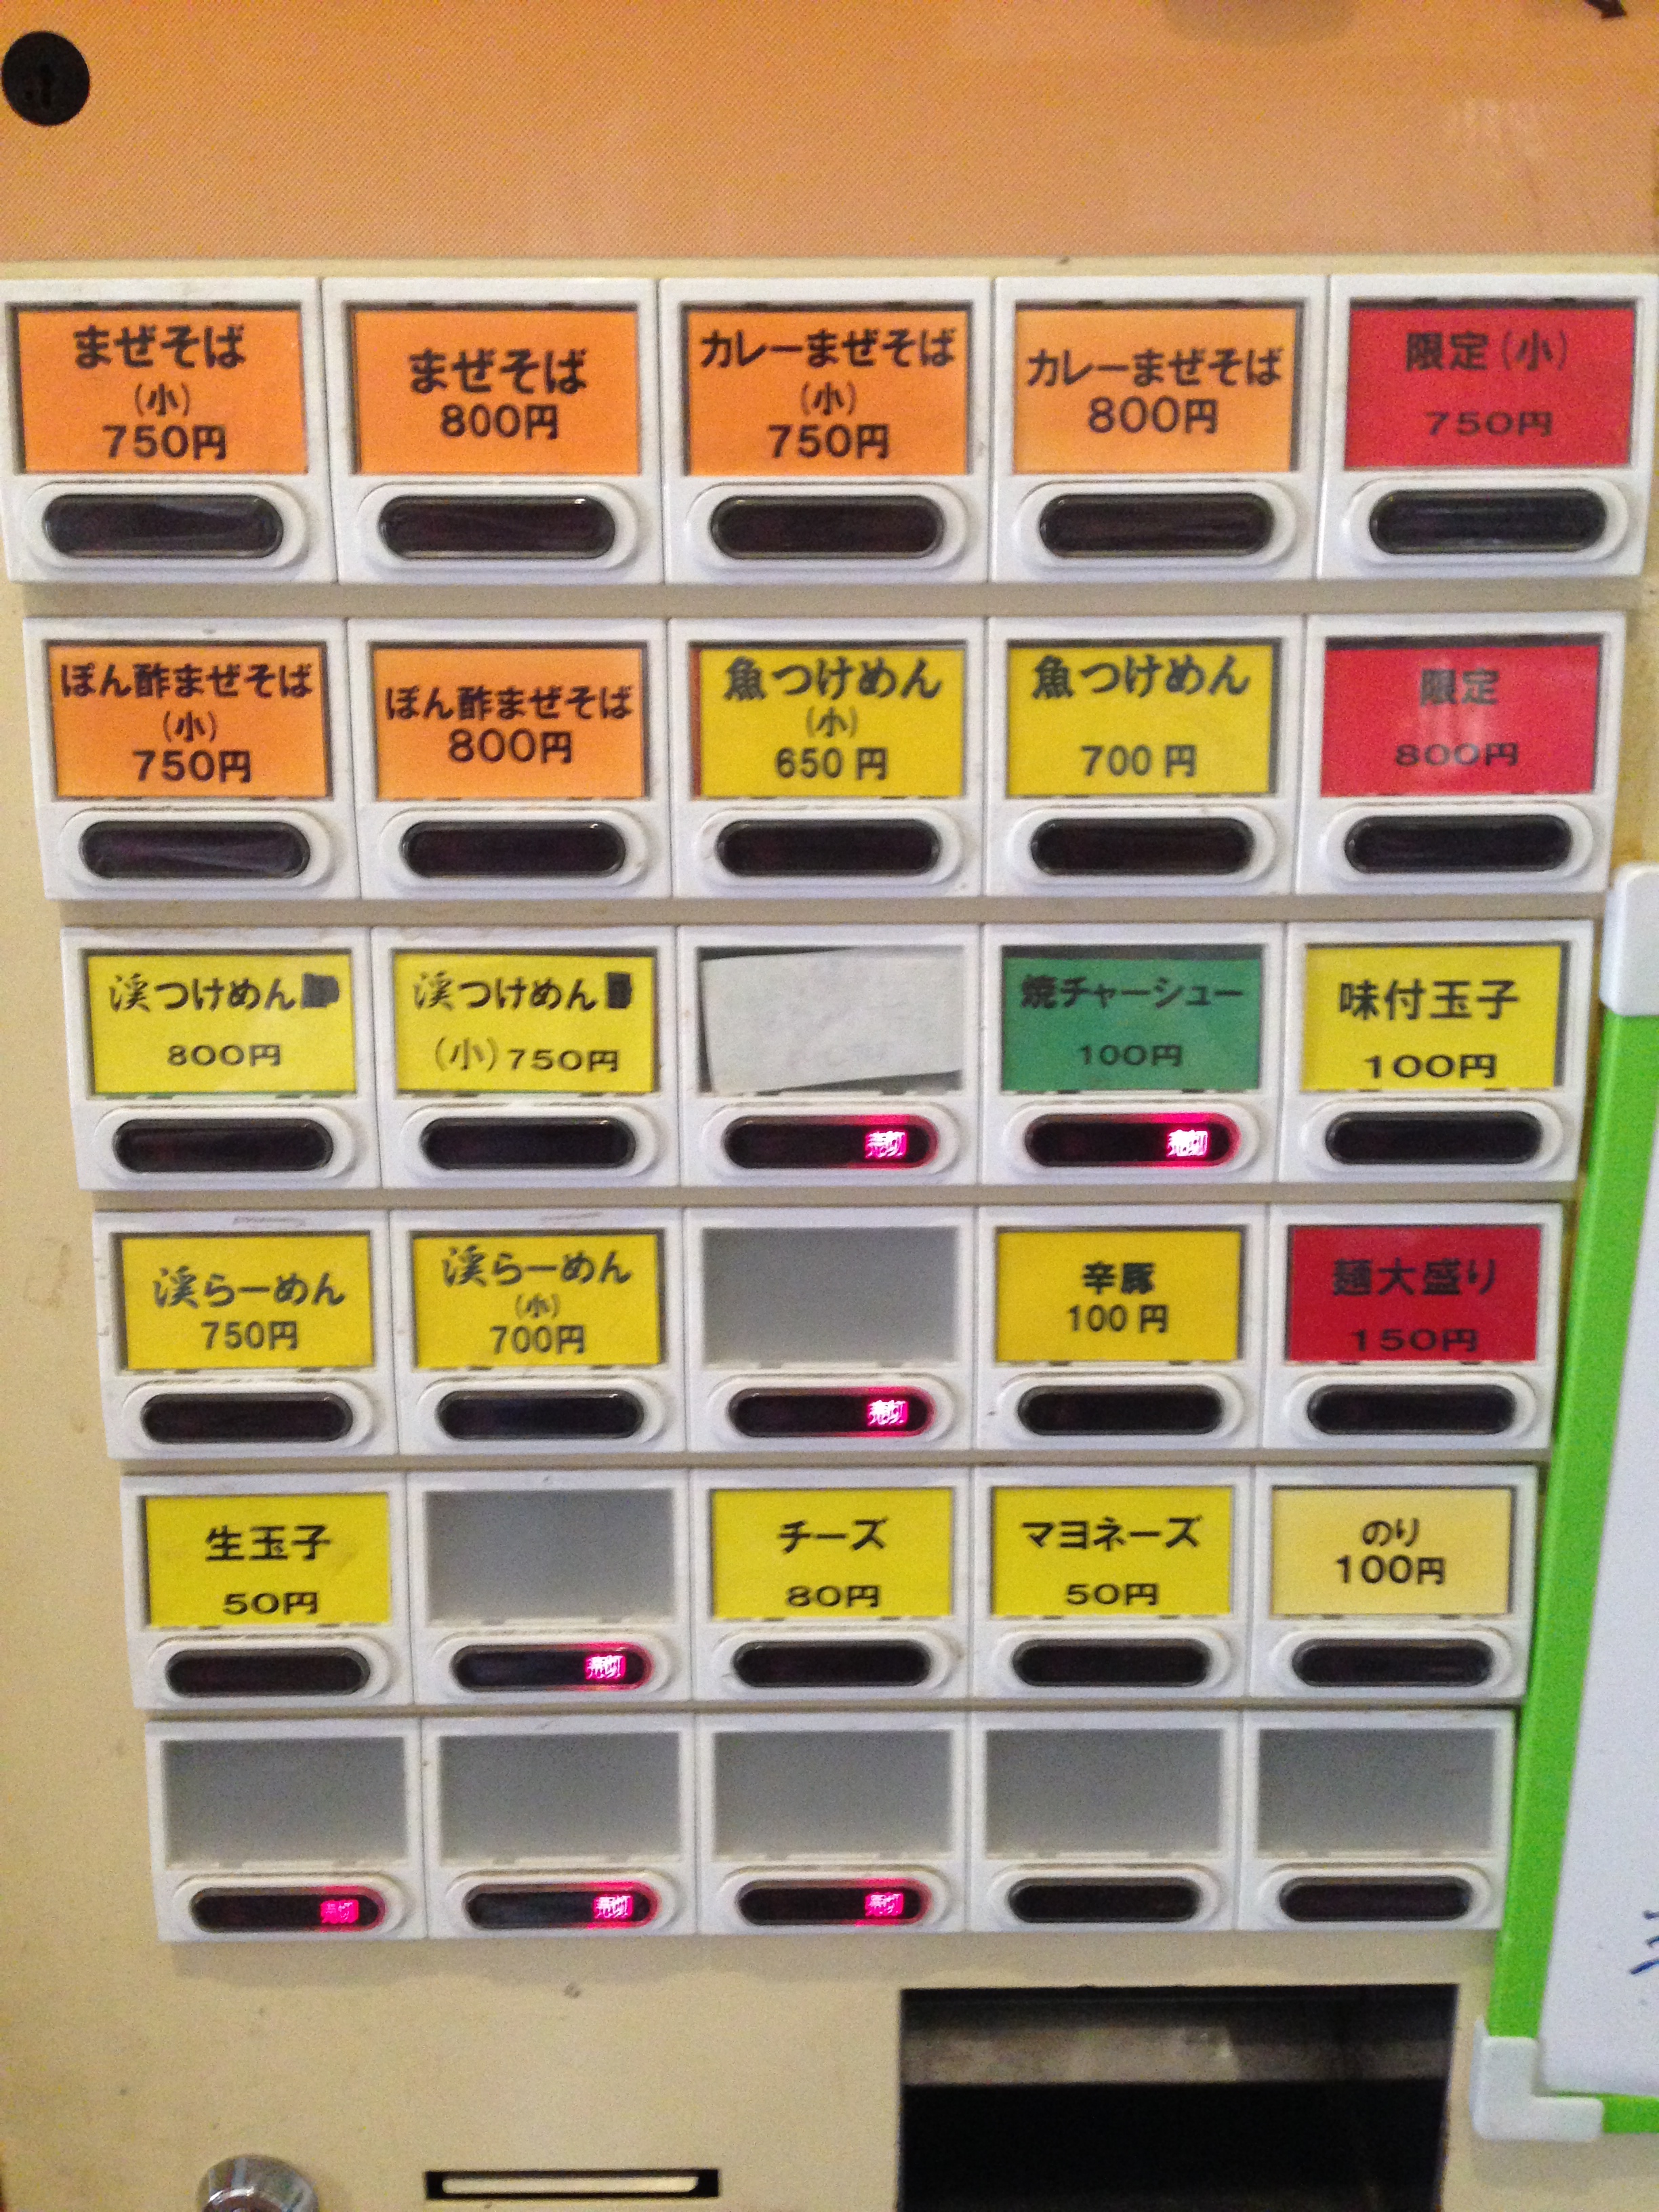 まぜそば
(小)
750円
まぜそば
800円
カレーまぜそば
(小)
750円
カレーまぜそば
800円
限定(小)
750円
ぽん酢まぜそば
(小)
750円
ぽん酢まぜそば
800円
魚つけめん
(小)
650円
魚つけめん
700円
限定
800円
渓つけめん
800円
渓つけめん
(小)750円
売切
焼チャーシュー
100円
売切
味付玉子
100円
渓らーめん
750円
渓らーめん
(小)
700円
売切
辛豚
100円
麺大盛り
150円
生玉子
50円
売切
チーズ
80円
マヨネーズ
50円
のり
100円
売切
売切
売切